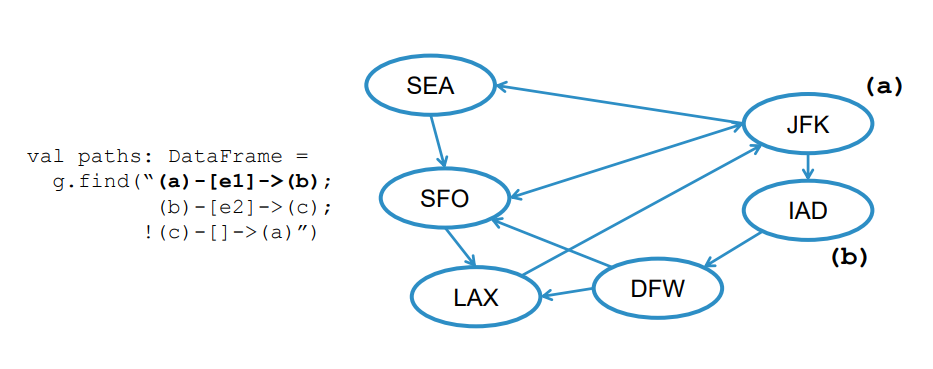 val paths: DataFrame =
g.find(“(a)-[e1]->(b);
(b)-[e2]->(c);
!(c)-[]->(a)”)
SEA
(a)
JFK
SFO
IAD
(b)
LAX
DFW